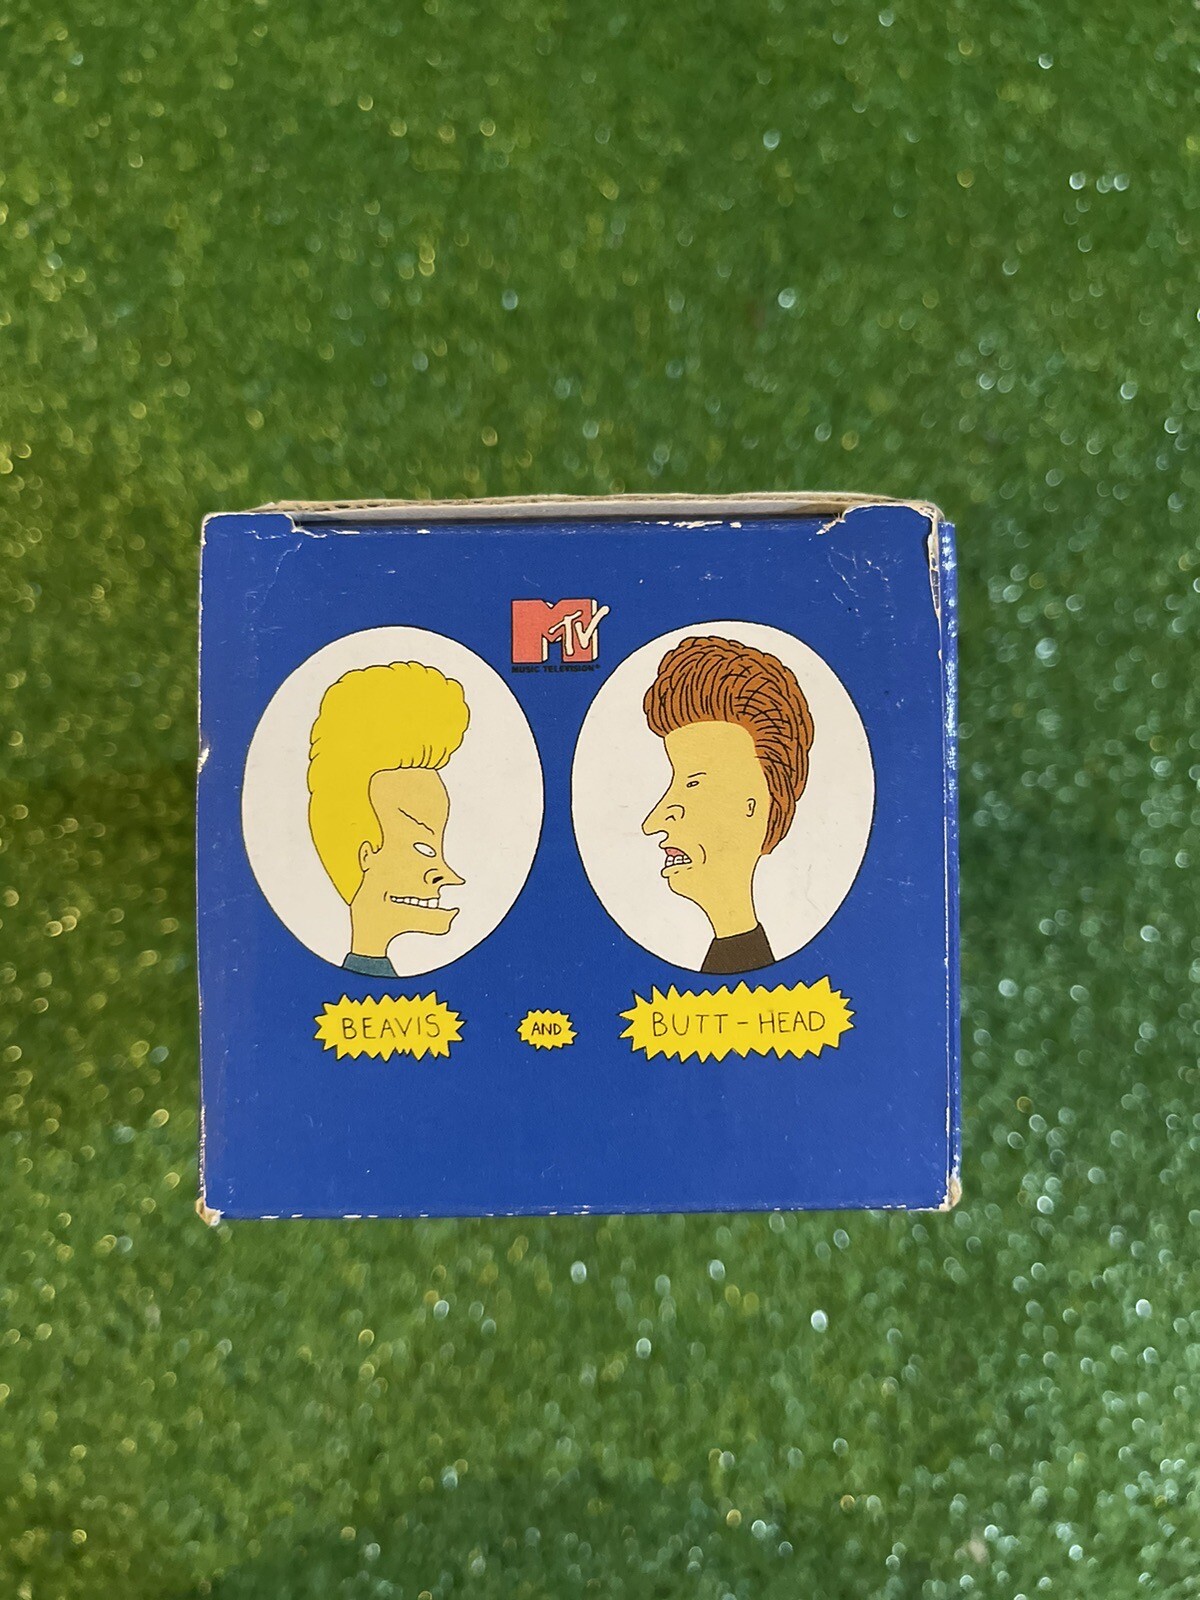 MTV
MUSIC TELEVISION®
BEAVIS AND BUTT-HEAD